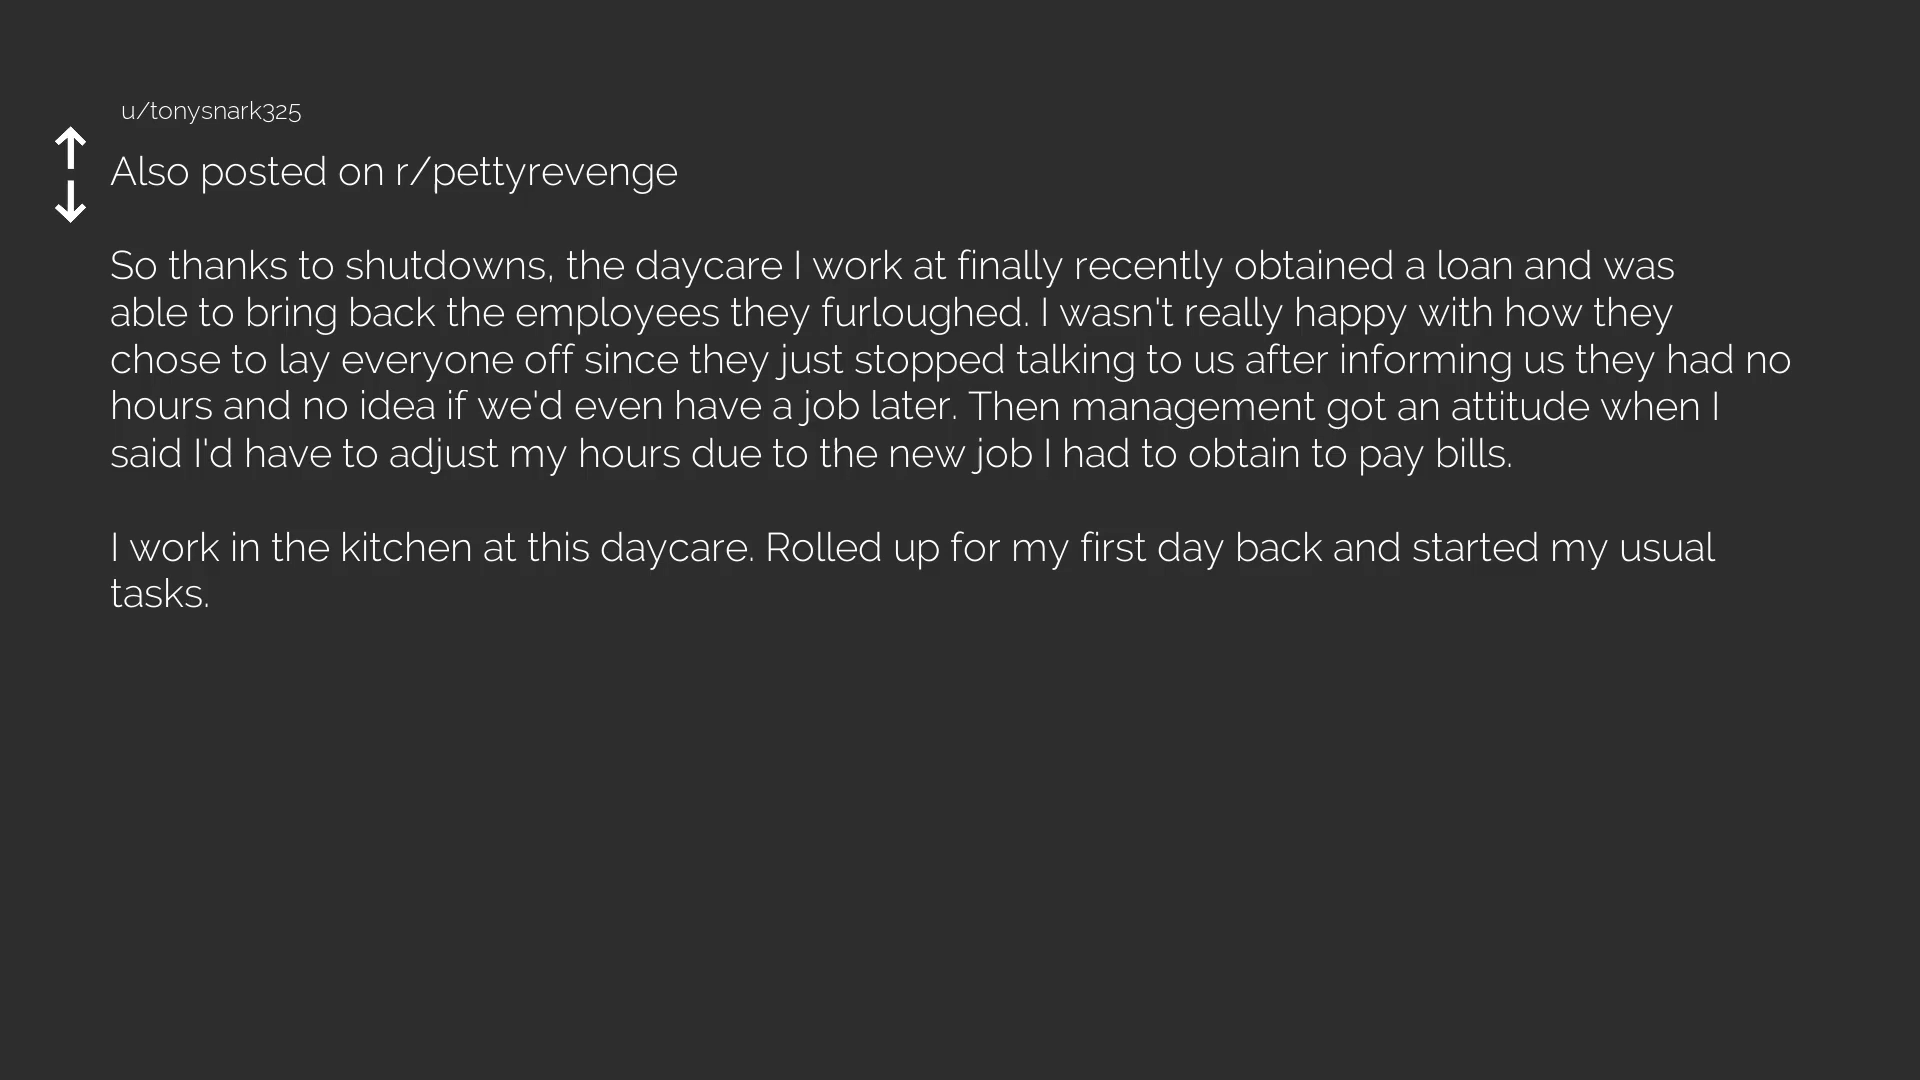 u/tonysnark325
Also posted on r/pettyrevenge
So thanks to shutdowns, the daycare I work at finally recently obtained a loan and was
able to bring back the employees they furloughed. I wasn't really happy with how they
chose to lay everyone off since they just stopped talking to us after informing us they had no
hours and no idea if we'd even have a job later. Then management got an attitude when I
said I'd have to adjust my hours due to the new job I had to obtain to pay bills.
I work in the kitchen at this daycare. Rolled up for my first day back and started my usual
tasks.